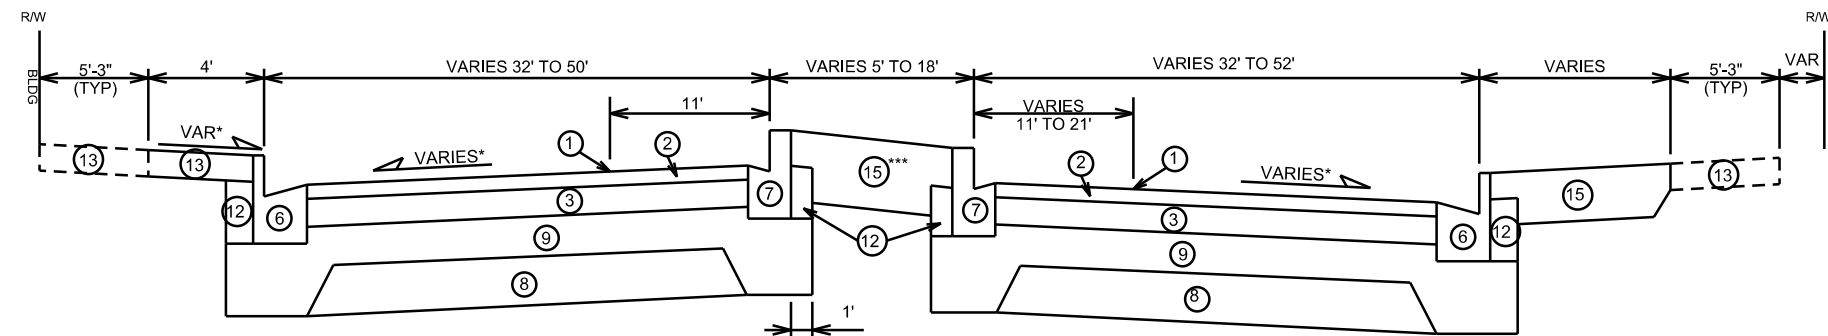 R/W
R/W
BLDG
5'-3"
(TYP)
4'
VARIES 32' TO 50'
VARIES 5' TO 18'
VARIES 32' TO 52'
VARIES
5'-3"
(TYP)
VAR
11'
VARIES
11' TO 21'
VAR*
VARIES*
1
2
15***
2
1
VARIES*
13
13
12
6
3
7
12
7
3
6
12
15
13
9
8
9
8
1'